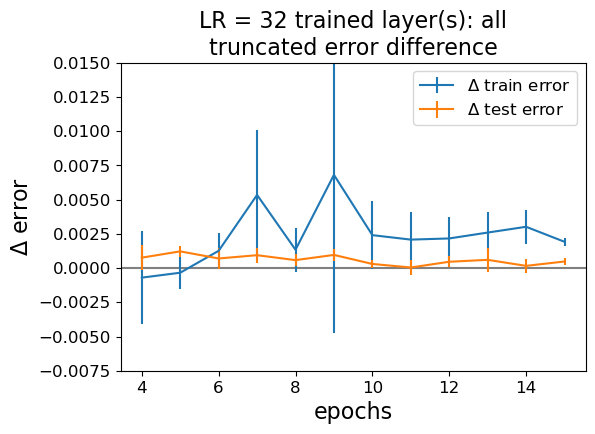 LR = 32 trained layer(s): all
truncated error difference
0.0150
0.0125
0.0100
0.0075
0.0050
0.0025
0.0000
−0.0025
−0.0050
−0.0075
Δ error
Δ train error
Δ test error
4
6
8
10
12
14
epochs